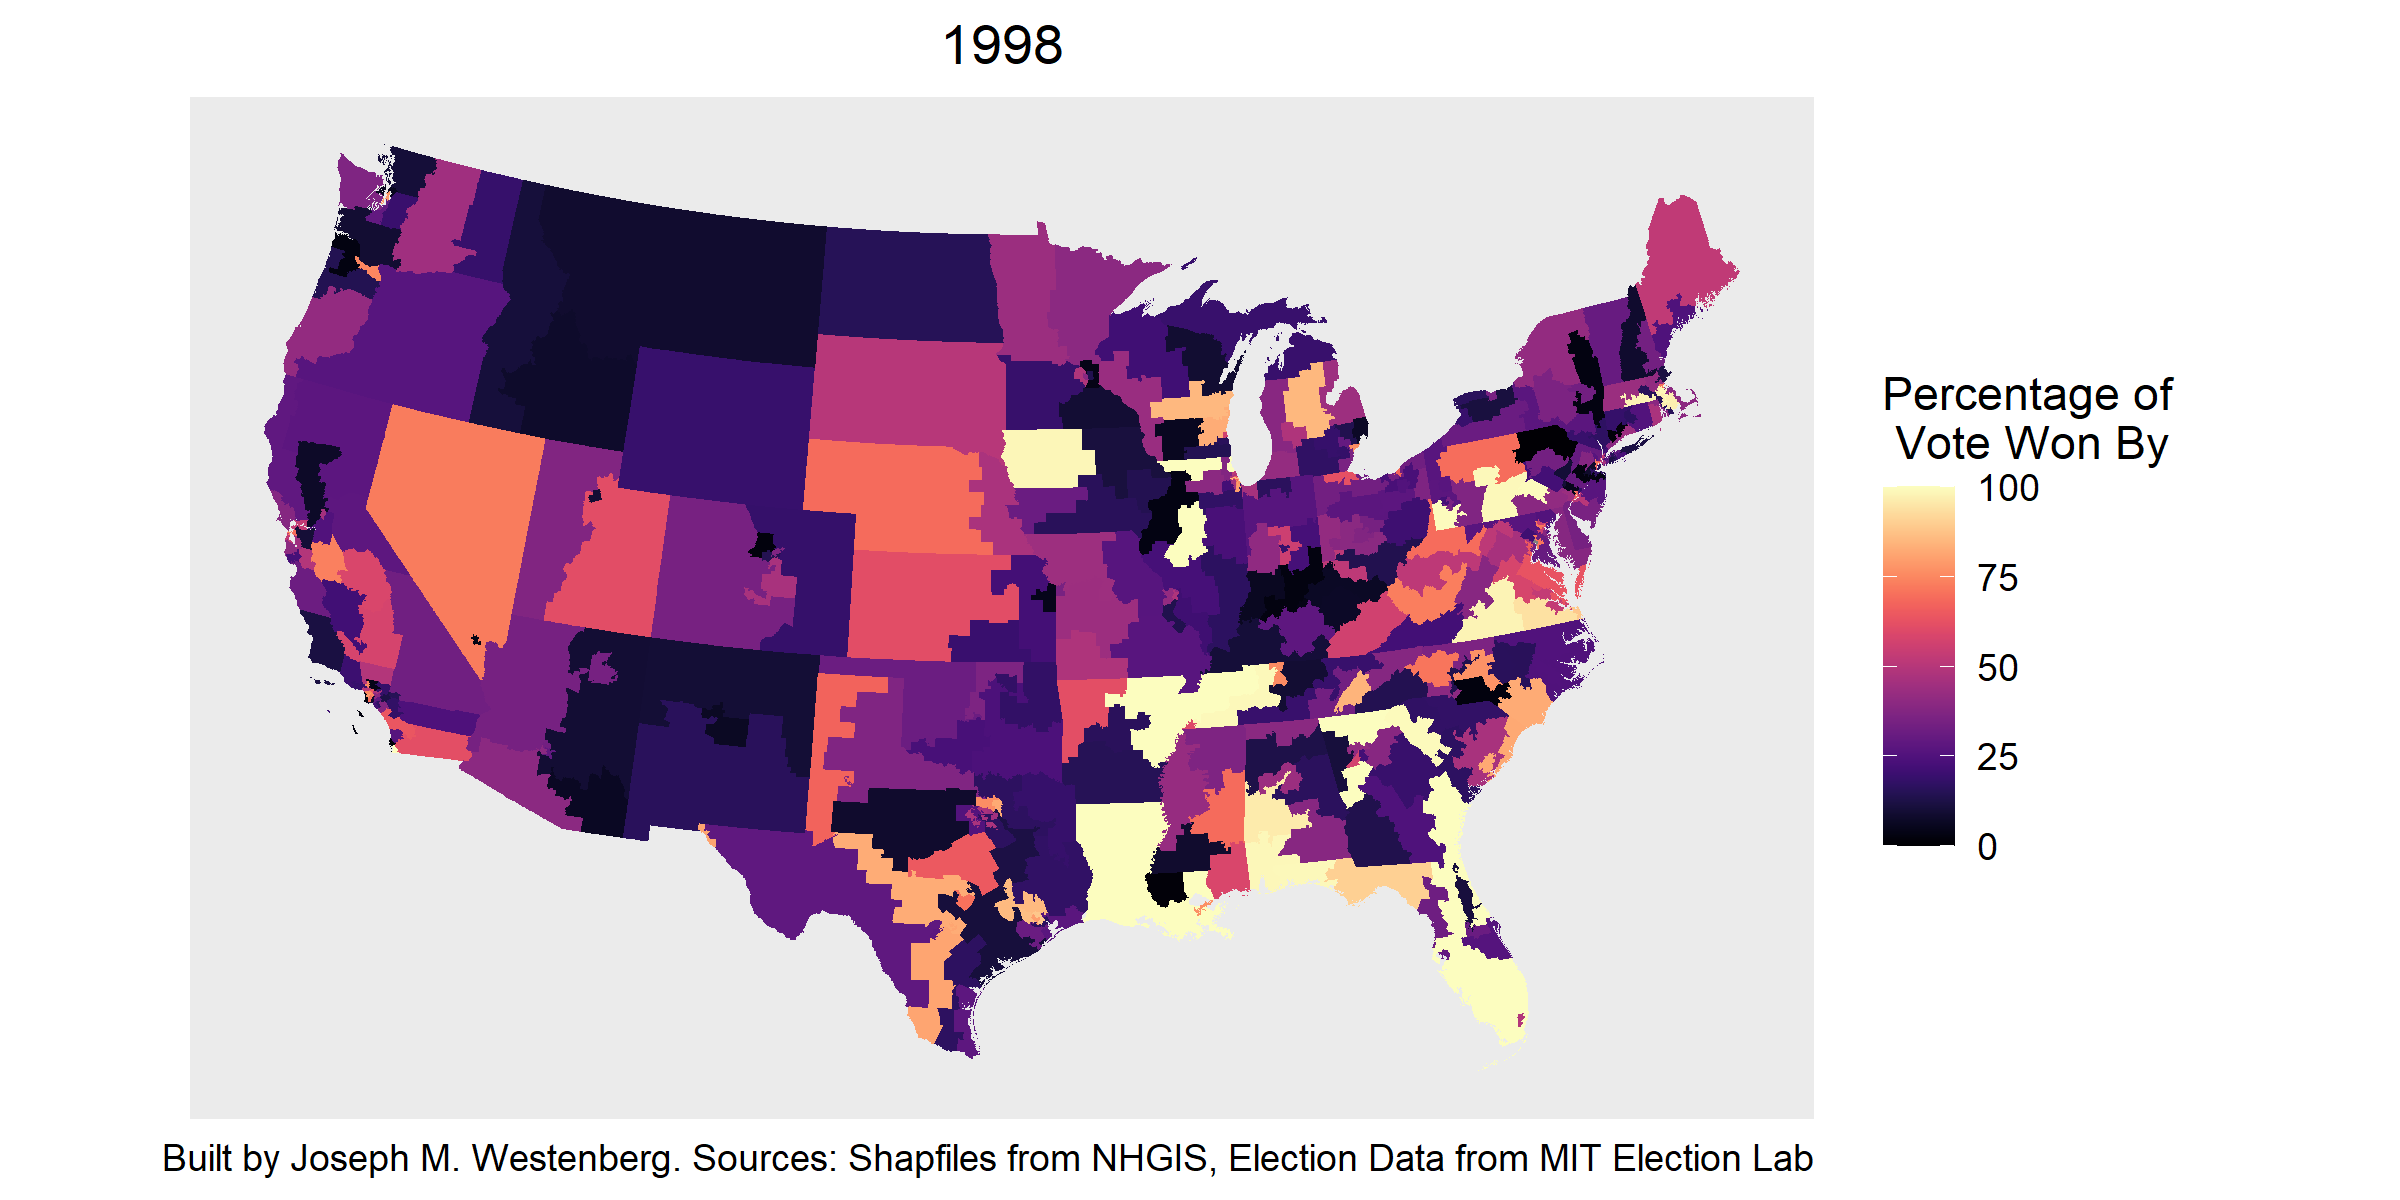 1998
Percentage of
Vote Won By
100
75
50
25
0
Built by Joseph M. Westenberg. Sources: Shapfiles from NHGIS, Election Data from MIT Election Lab